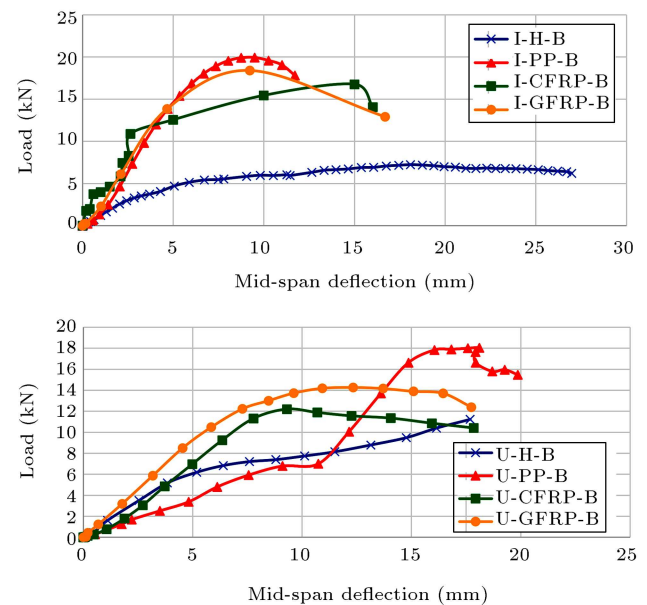 25
20
15
10
5
0
Load (kN)
I-H-B
I-PP-B
I-CFRP-B
I-GFRP-B
0 5 10 15 20 25 30
Mid-span deflection (mm)
20
18
16
14
12
10
8
6
4
2
0
Load (kN)
U-H-B
U-PP-B
U-CFRP-B
U-GFRP-B
0 5 10 15 20 25
Mid-span deflection (mm)